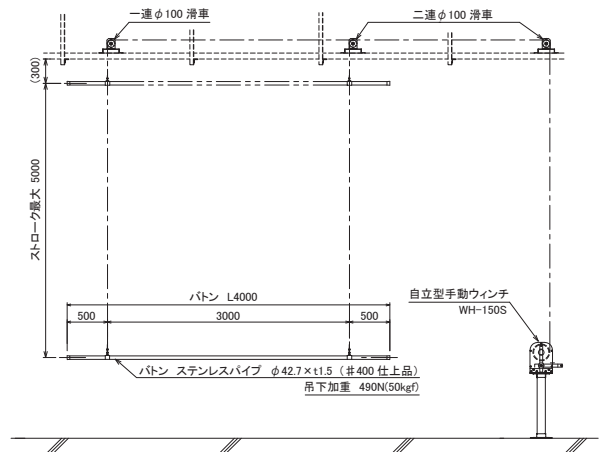 一連φ100 滑車
二連φ100 滑車
(300)
ストローク最大 5000
バトン L4000
500
3000
500
自立型手動ウィンチ
WH-150S
バトン ステンレスパイプ φ42.7×t1.5 (#400 仕上品)
吊下加重 490N(50kgf)